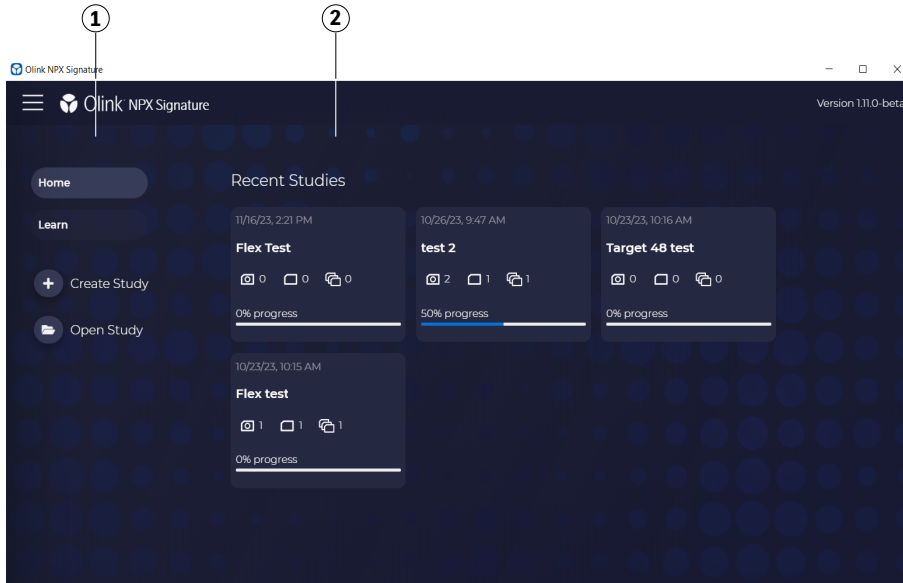 1 2
Olink NPX Signature
Olink NPX Signature
Version 1.11.0-beta
Home
Learn
Create Study
Open Study
Recent Studies
11/16/23, 2:21 PM
Flex Test
0 0 0
0% progress
10/26/23, 9:47 AM
test 2
2 1 1
50% progress
10/23/23, 10:16 AM
Target 48 test
0 0 0
0% progress
10/23/23, 10:15 AM
Flex test
1 1 1
0% progress